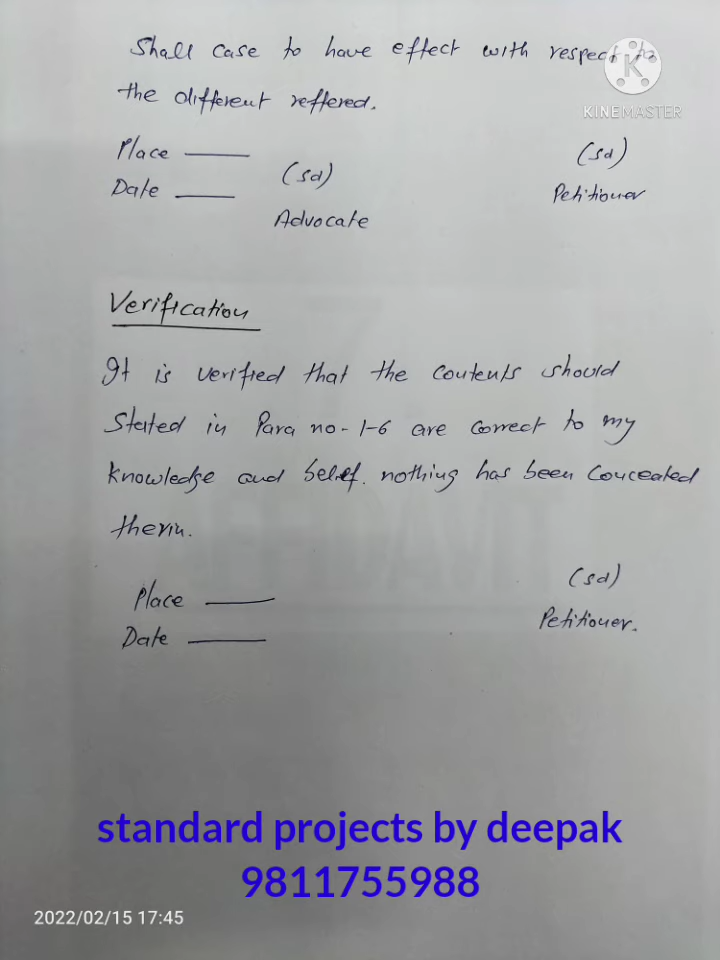 Shall case to have effect with respect to
the different reffered.
K
KINEMASTER
Place ——
(sd)
(sd)
Date ——
Advocate
Petitioner
Verification
It is verified that the contents should
Stated in Para no - 1-6 are correct to my
knowledge and belief. nothing has been concealed
therin.
Place ——
(sd)
Date ——
Petitioner.
standard projects by deepak
9811755988
2022/02/15 17:45